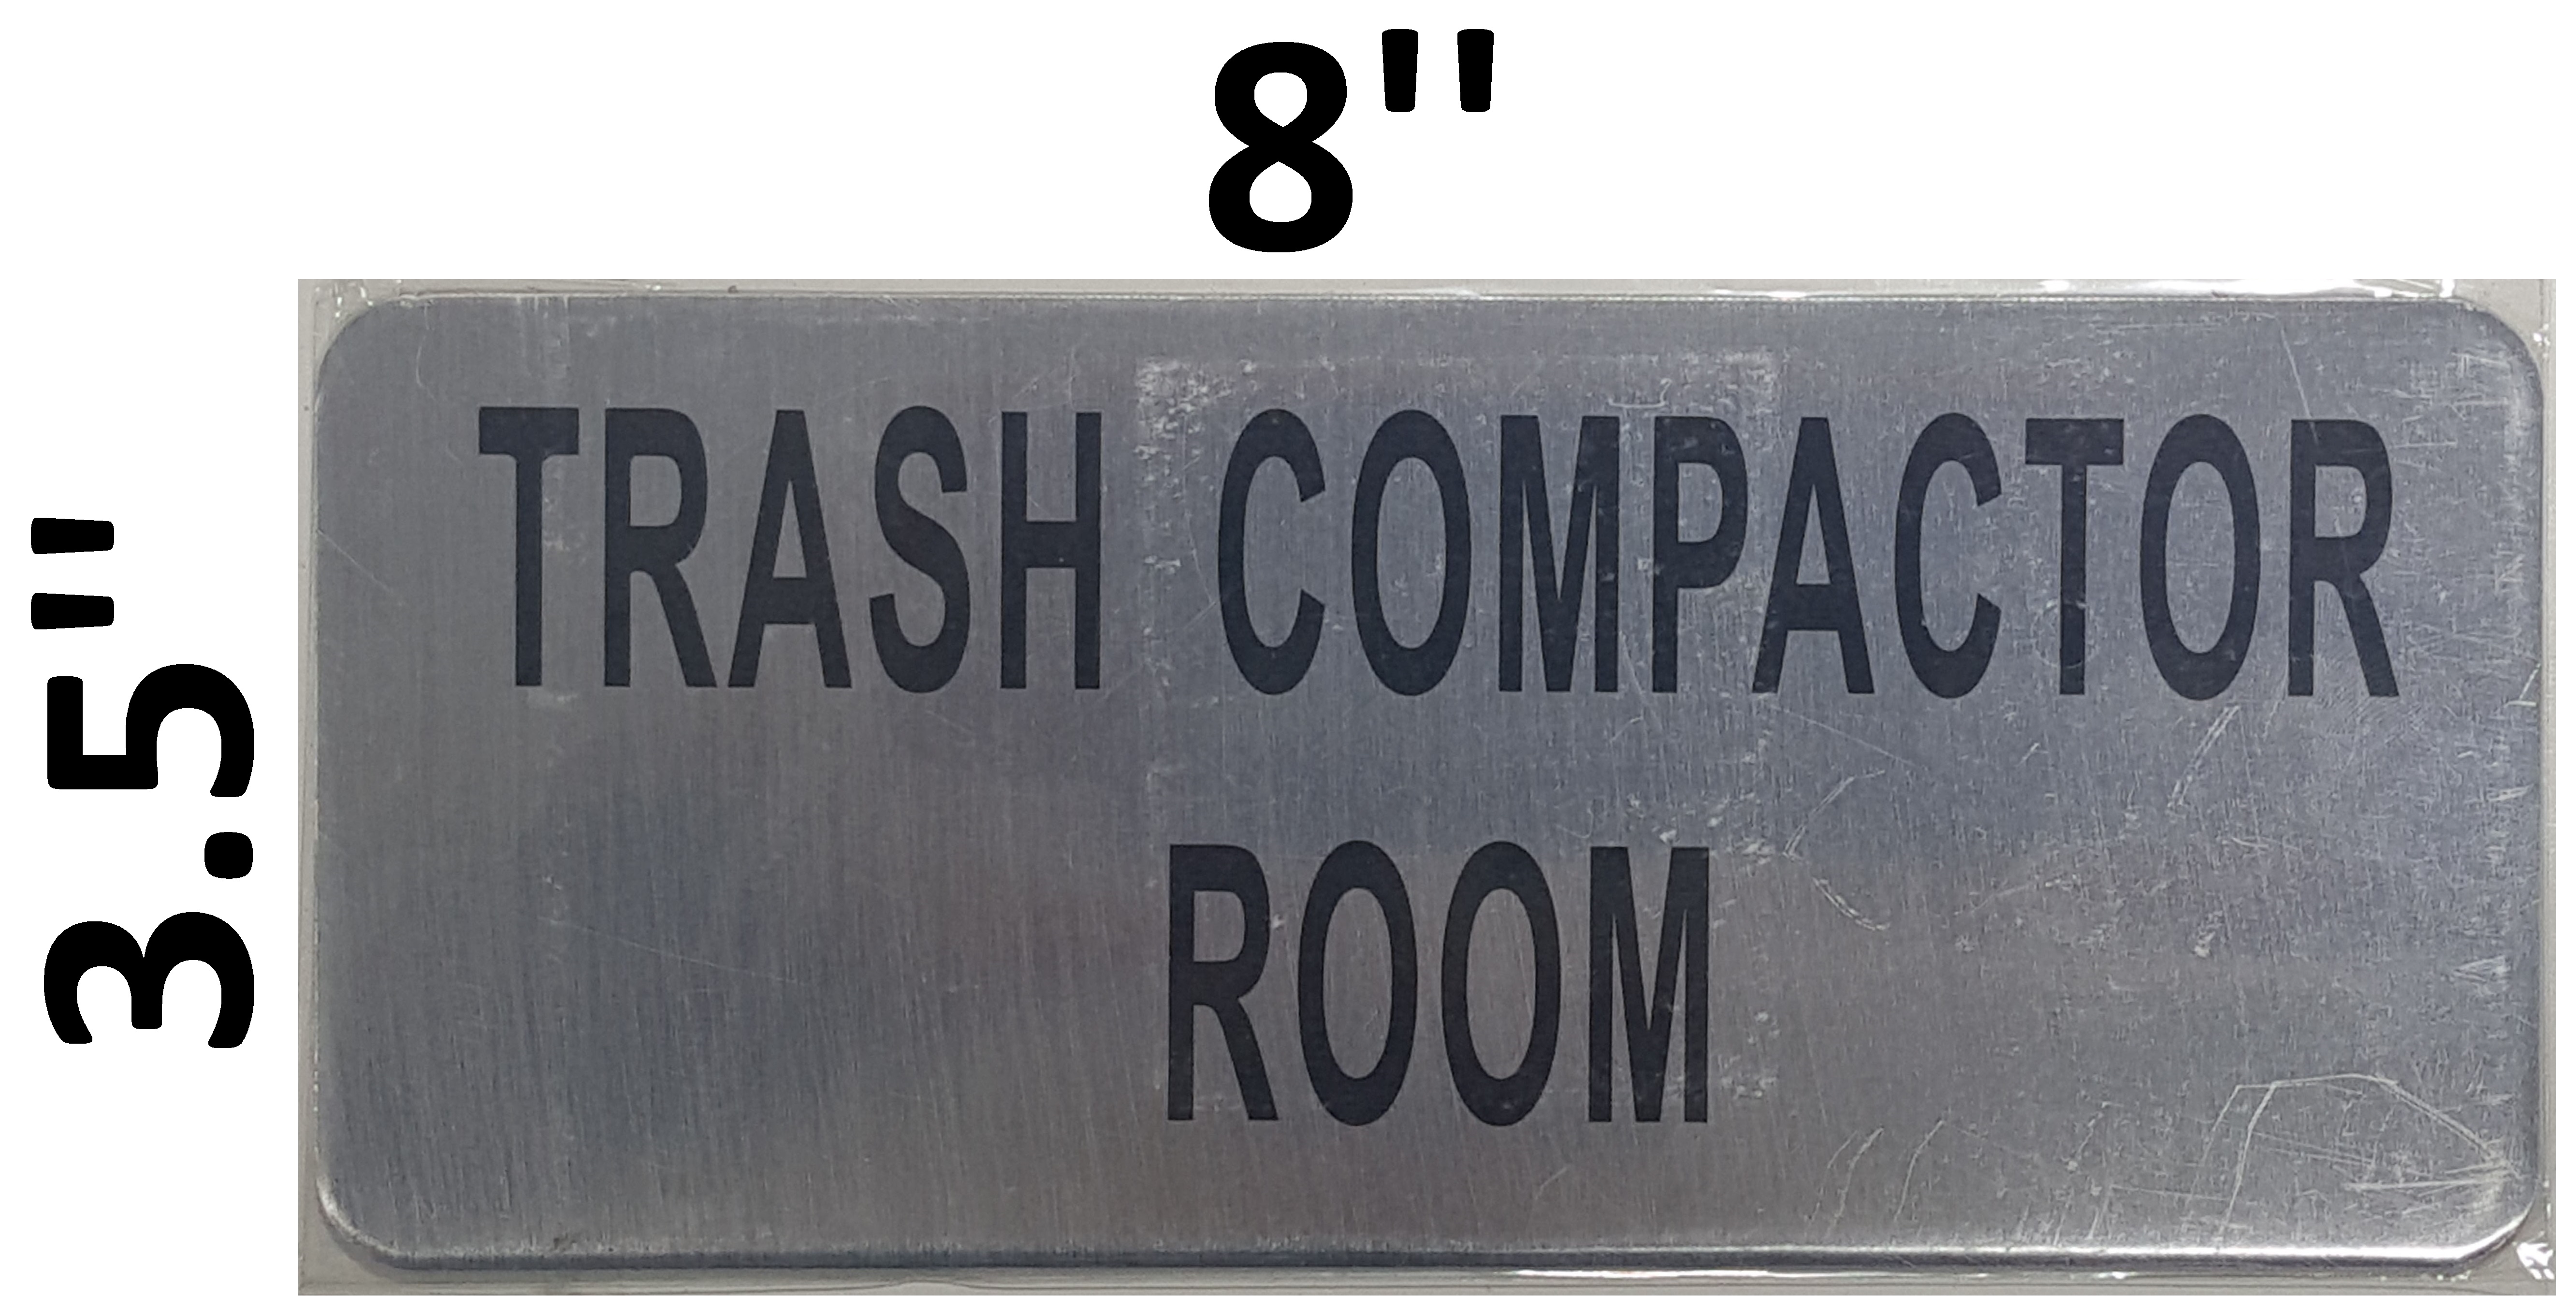 8"
3.5"
TRASH COMPACTOR
ROOM